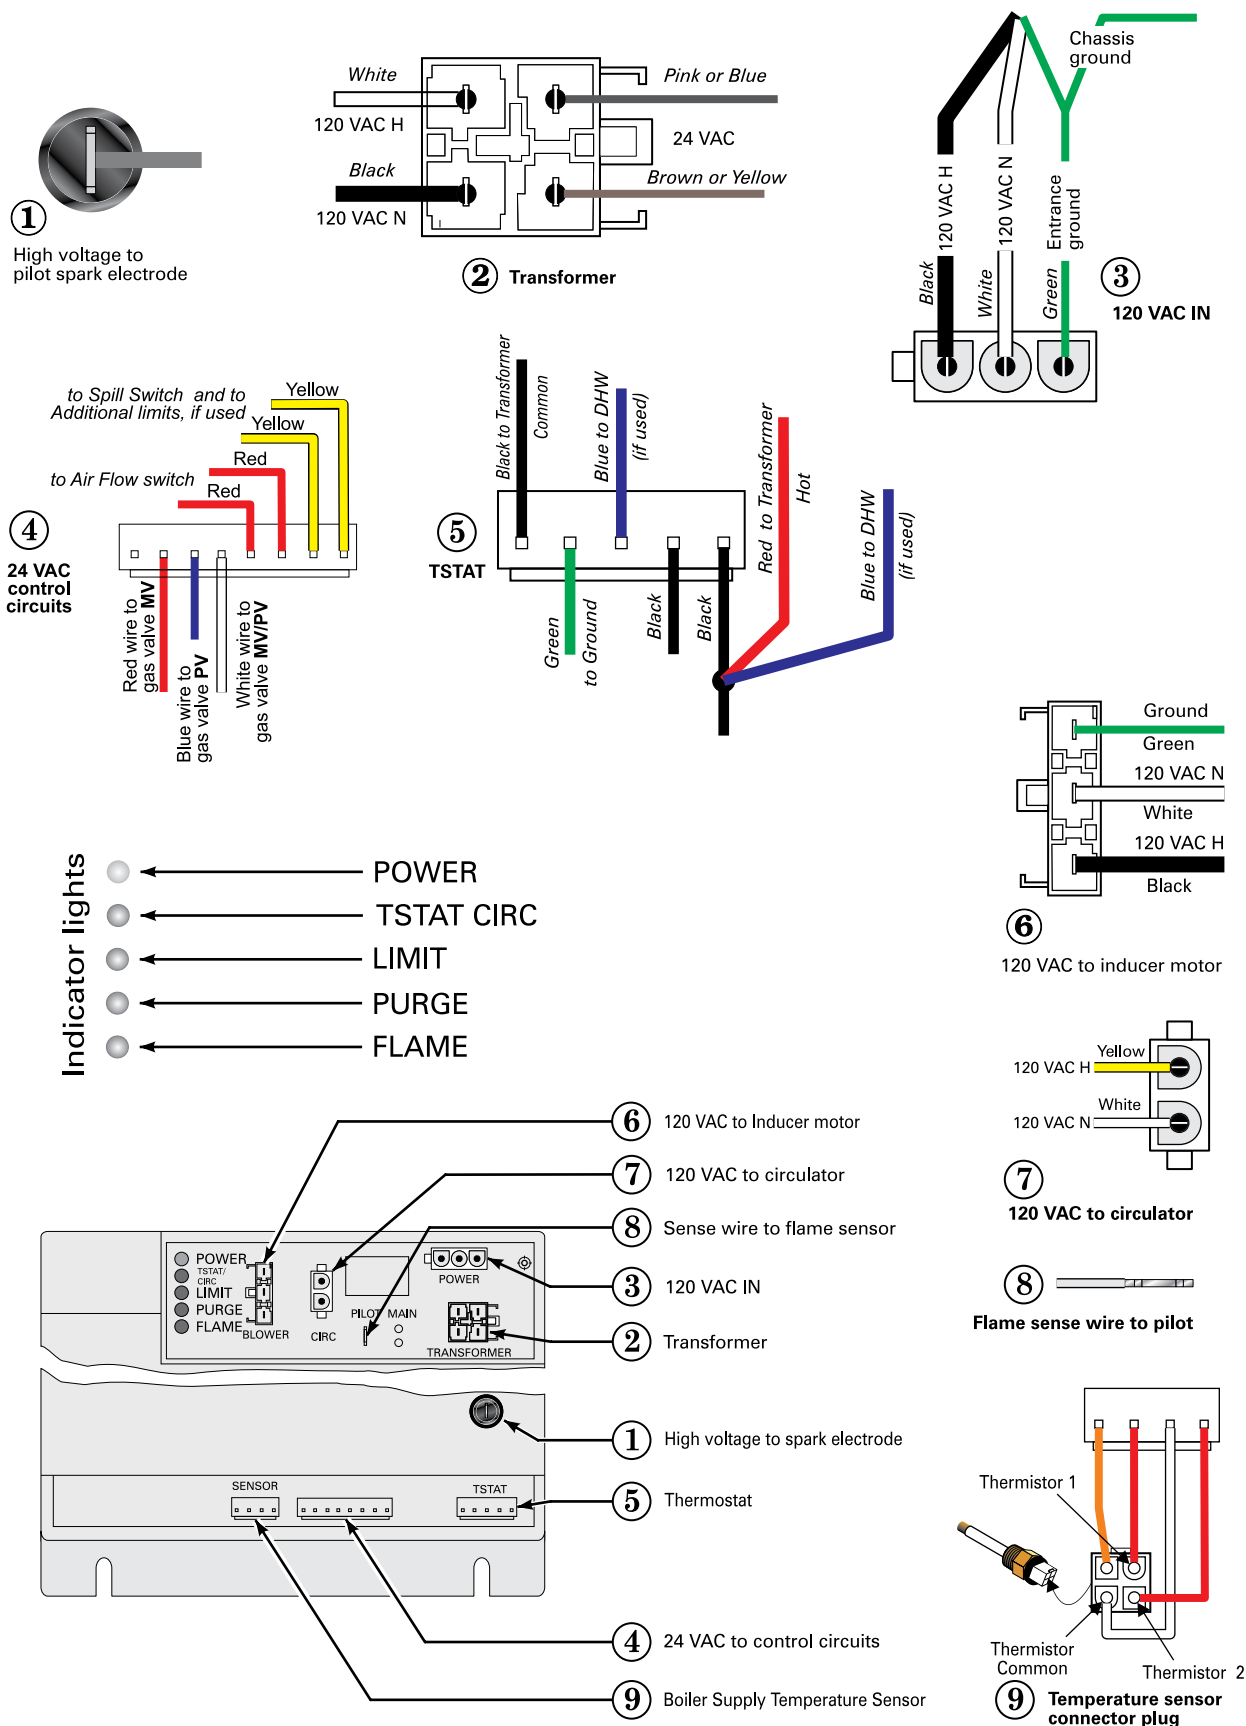 1
High voltage to
pilot spark electrode
White
120 VAC H
Black
120 VAC N
Pink or Blue
24 VAC
Brown or Yellow
2 Transformer
Chassis
ground
120 VAC H
120 VAC N
Entrance
ground
Black
White
Green
3
120 VAC IN
to Spill Switch and to
Additional limits, if used
Yellow
Yellow
to Air Flow switch
Red
Red
4
24 VAC
control
circuits
Red wire to
gas valve MV
Blue wire to
gas valve PV
White wire to
gas valve MV/PV
5
TSTAT
Black to Transformer
Common
Blue to DHW
(if used)
Red to Transformer
Hot
Blue to DHW
(if used)
Green
to Ground
Black
Black
Ground
Green
120 VAC N
White
120 VAC H
Black
6
120 VAC to inducer motor
Indicator lights
POWER
TSTAT CIRC
LIMIT
PURGE
FLAME
Yellow
120 VAC H
White
120 VAC N
7
120 VAC to circulator
8
Flame sense wire to pilot
6 120 VAC to Inducer motor
7 120 VAC to circulator
8 Sense wire to flame sensor
3 120 VAC IN
2 Transformer
1 High voltage to spark electrode
5 Thermostat
4 24 VAC to control circuits
9 Boiler Supply Temperature Sensor
POWER
TSTAT/
CIRC
LIMIT
PURGE
FLAME
BLOWER
CIRC
PILOT MAIN
POWER
TRANSFORMER
SENSOR
TSTAT
Thermistor 1
Thermistor
Common
Thermistor 2
9 Temperature sensor
connector plug